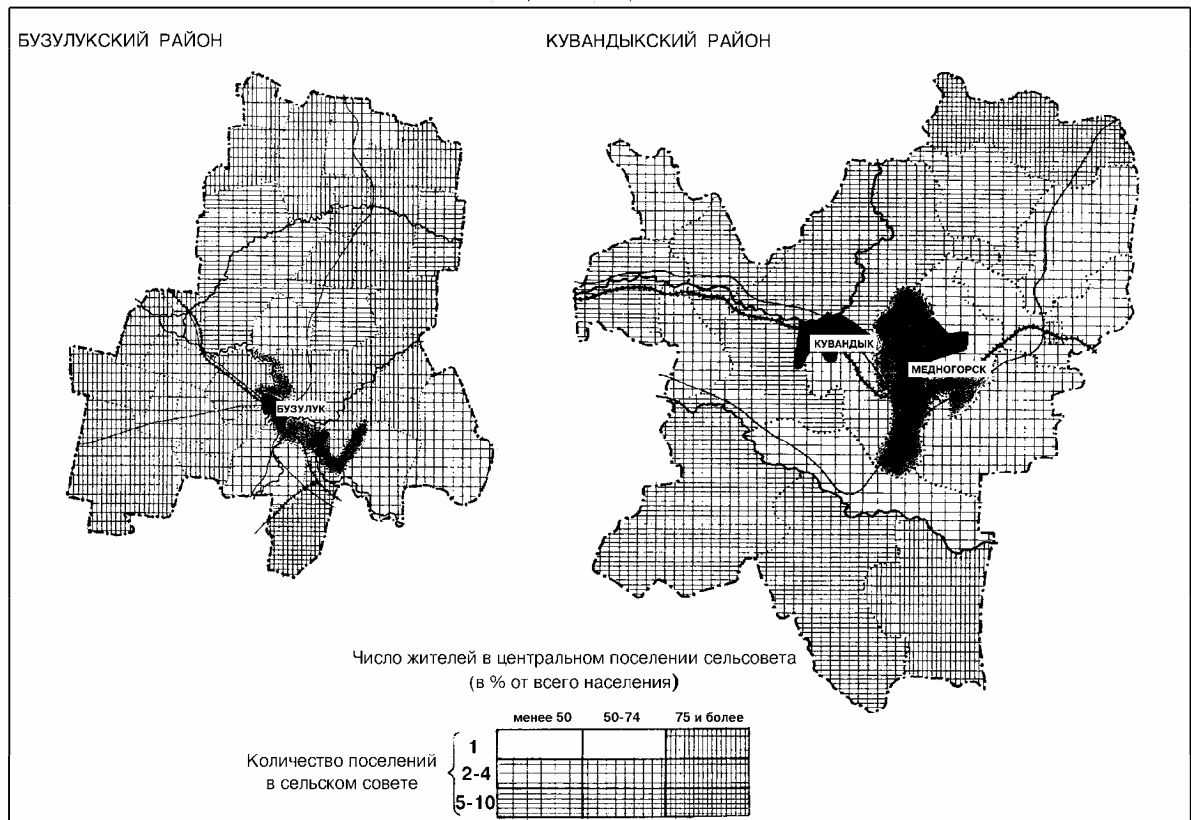 БУЗУЛУКСКИЙ РАЙОН
КУВАНДЫКСКИЙ РАЙОН
КУВАНДЫК
МЕДНОГОРСК
БУЗУЛУК
Число жителей в центральном поселении сельсовета
(в % от всего населения)
менее 50 50-74 75 и более
Количество поселений
в сельском совете
1
2-4
5-10